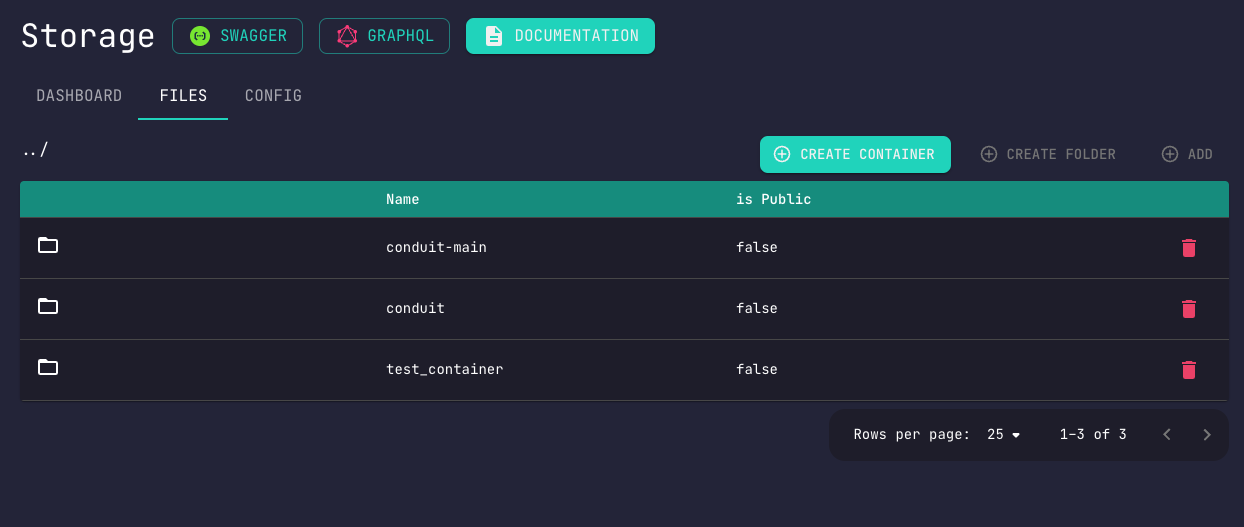 Storage SWAGGER GRAPHQL DOCUMENTATION
DASHBOARD FILES CONFIG
../ CREATE CONTAINER CREATE FOLDER ADD
Name is Public
conduit-main false
conduit false
test_container false
Rows per page: 25 1–3 of 3